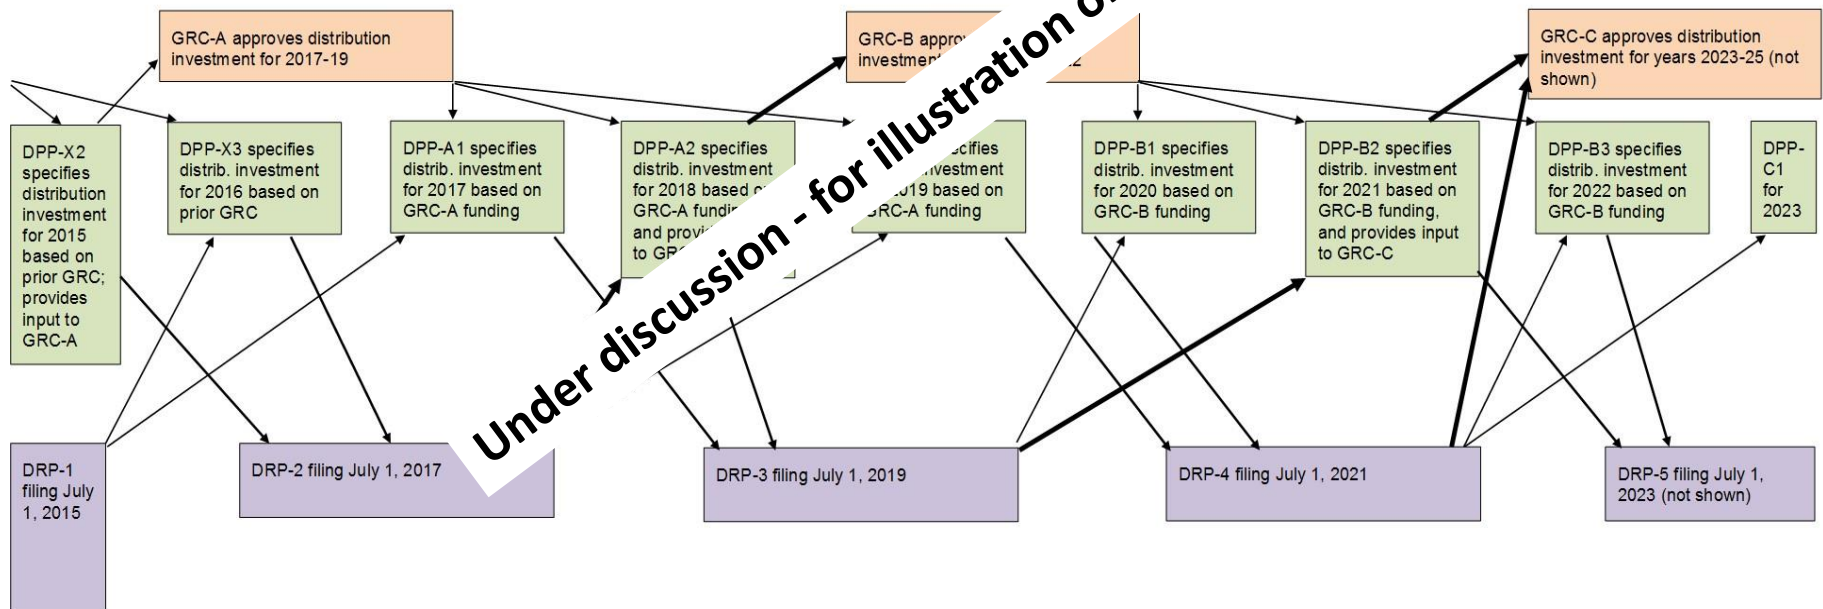 GRC-A approves distribution
investment for 2017-19
GRC-B
investment
GRC-C approves distribution
investment for years 2023-25 (not
shown)
DPP-X2
specifies
distribution
investment
for 2015
based on
prior GRC;
provides
input to
GRC-A
DPP-X3 specifies
distrib. investment
for 2016 based on
prior GRC
DPP-A1 specifies
distrib. investment
for 2017 based on
GRC-A funding
DPP-A2 specifies
distrib. investment
for 2018 based
GRC-A
and
to
2019 based on
GRC-A funding
DPP-B1 specifies
distrib. investment
for 2020 based on
GRC-B funding
DPP-B2 specifies
distrib. investment
for 2021 based on
GRC-B funding,
and provides input
to GRC-C
DPP-B3 specifies
distrib. investment
for 2022 based on
GRC-B funding
DPP-
C1
for
2023
Under discussion - for illustration
DRP-1
filing July
1, 2015
DRP-2 filing July 1, 2017
DRP-3 filing July 1, 2019
DRP-4 filing July 1, 2021
DRP-5 filing July 1,
2023 (not shown)